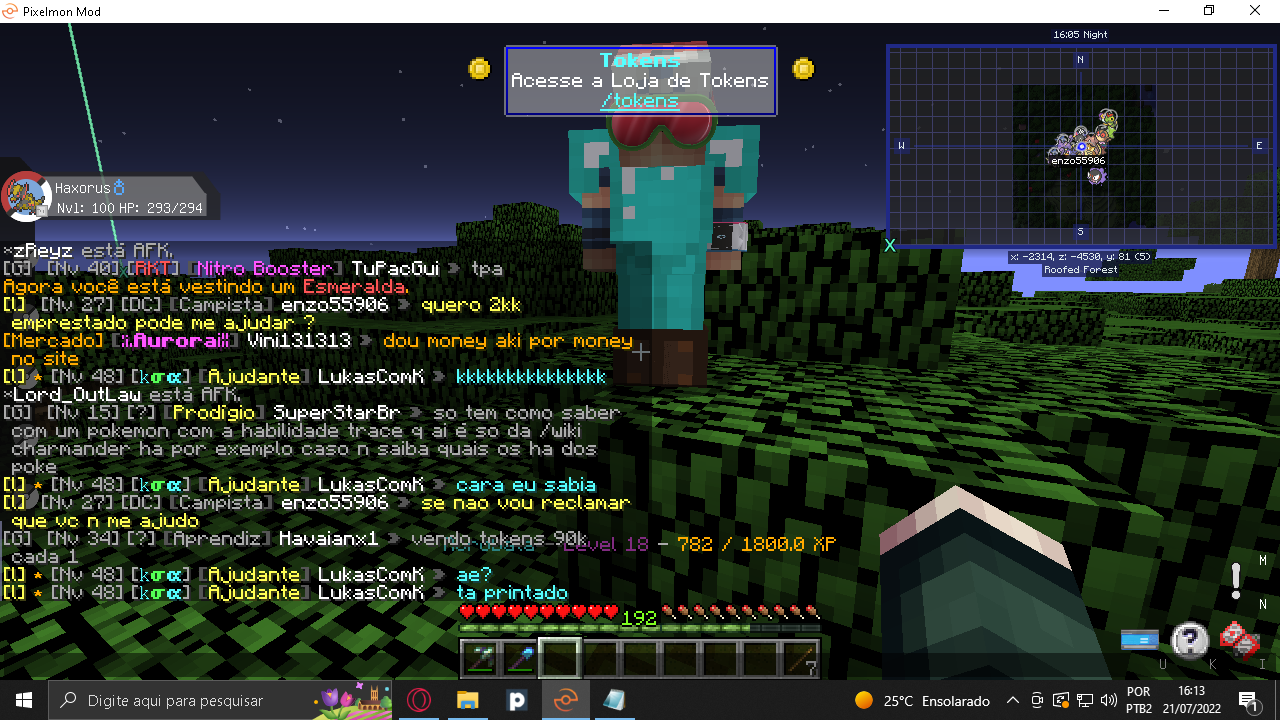 Pixelmon Mod
16:05 Night
Tokens
Acesse a Loja de Tokens
/tokens
N
W
E
enzo55906
S
X
x: -2314, z: -4530, y: 81 (5)
Roofed Forest
Haxorus
Nvl: 100 HP: 293/294
*zReyz está AFK.
[G] [Nv 40] [RKT] [Nitro Booster] TuPacGui » tpa
Agora você está vestindo um Esmeralda.
[l] [Nv 27] [DC] [Campista] enzo55906 » quero 2kk
emprestado pode me ajudar ?
[Mercado] [Aurora] Vini131313 » dou money aki por money
no site
[l] * [Nv 48] [kσα] [Ajudante] LukasComK » kkkkkkkkkkkkkkk
*Lord_OutLaw está AFK.
[G] [Nv 15] [?] [Prodígio] SuperStarBr » so tem como saber
com um pokemon com a habilidade trace q ai é so da /wiki
charmander ha por exemplo caso n saiba quais os ha dos
poke
[l] * [Nv 48] [kσα] [Ajudante] LukasComK » cara eu sabia
[l] [Nv 27] [DC] [Campista] enzo55906 » se nao vou reclamar
que vc n me ajudo
[G] [Nv 34] [?] [Aprendiz] Havaianx1 » vendo tokens 90k
cada 1
Level 18 - 782 / 1800.0 XP
[l] * [Nv 48] [kσα] [Ajudante] LukasComK » ae?
[l] * [Nv 48] [kσα] [Ajudante] LukasComK » ta printado
192
7
M
N
U
K
I
Digite aqui para pesquisar
25°C Ensolarado
POR
PTB2
16:13
21/07/2022
1